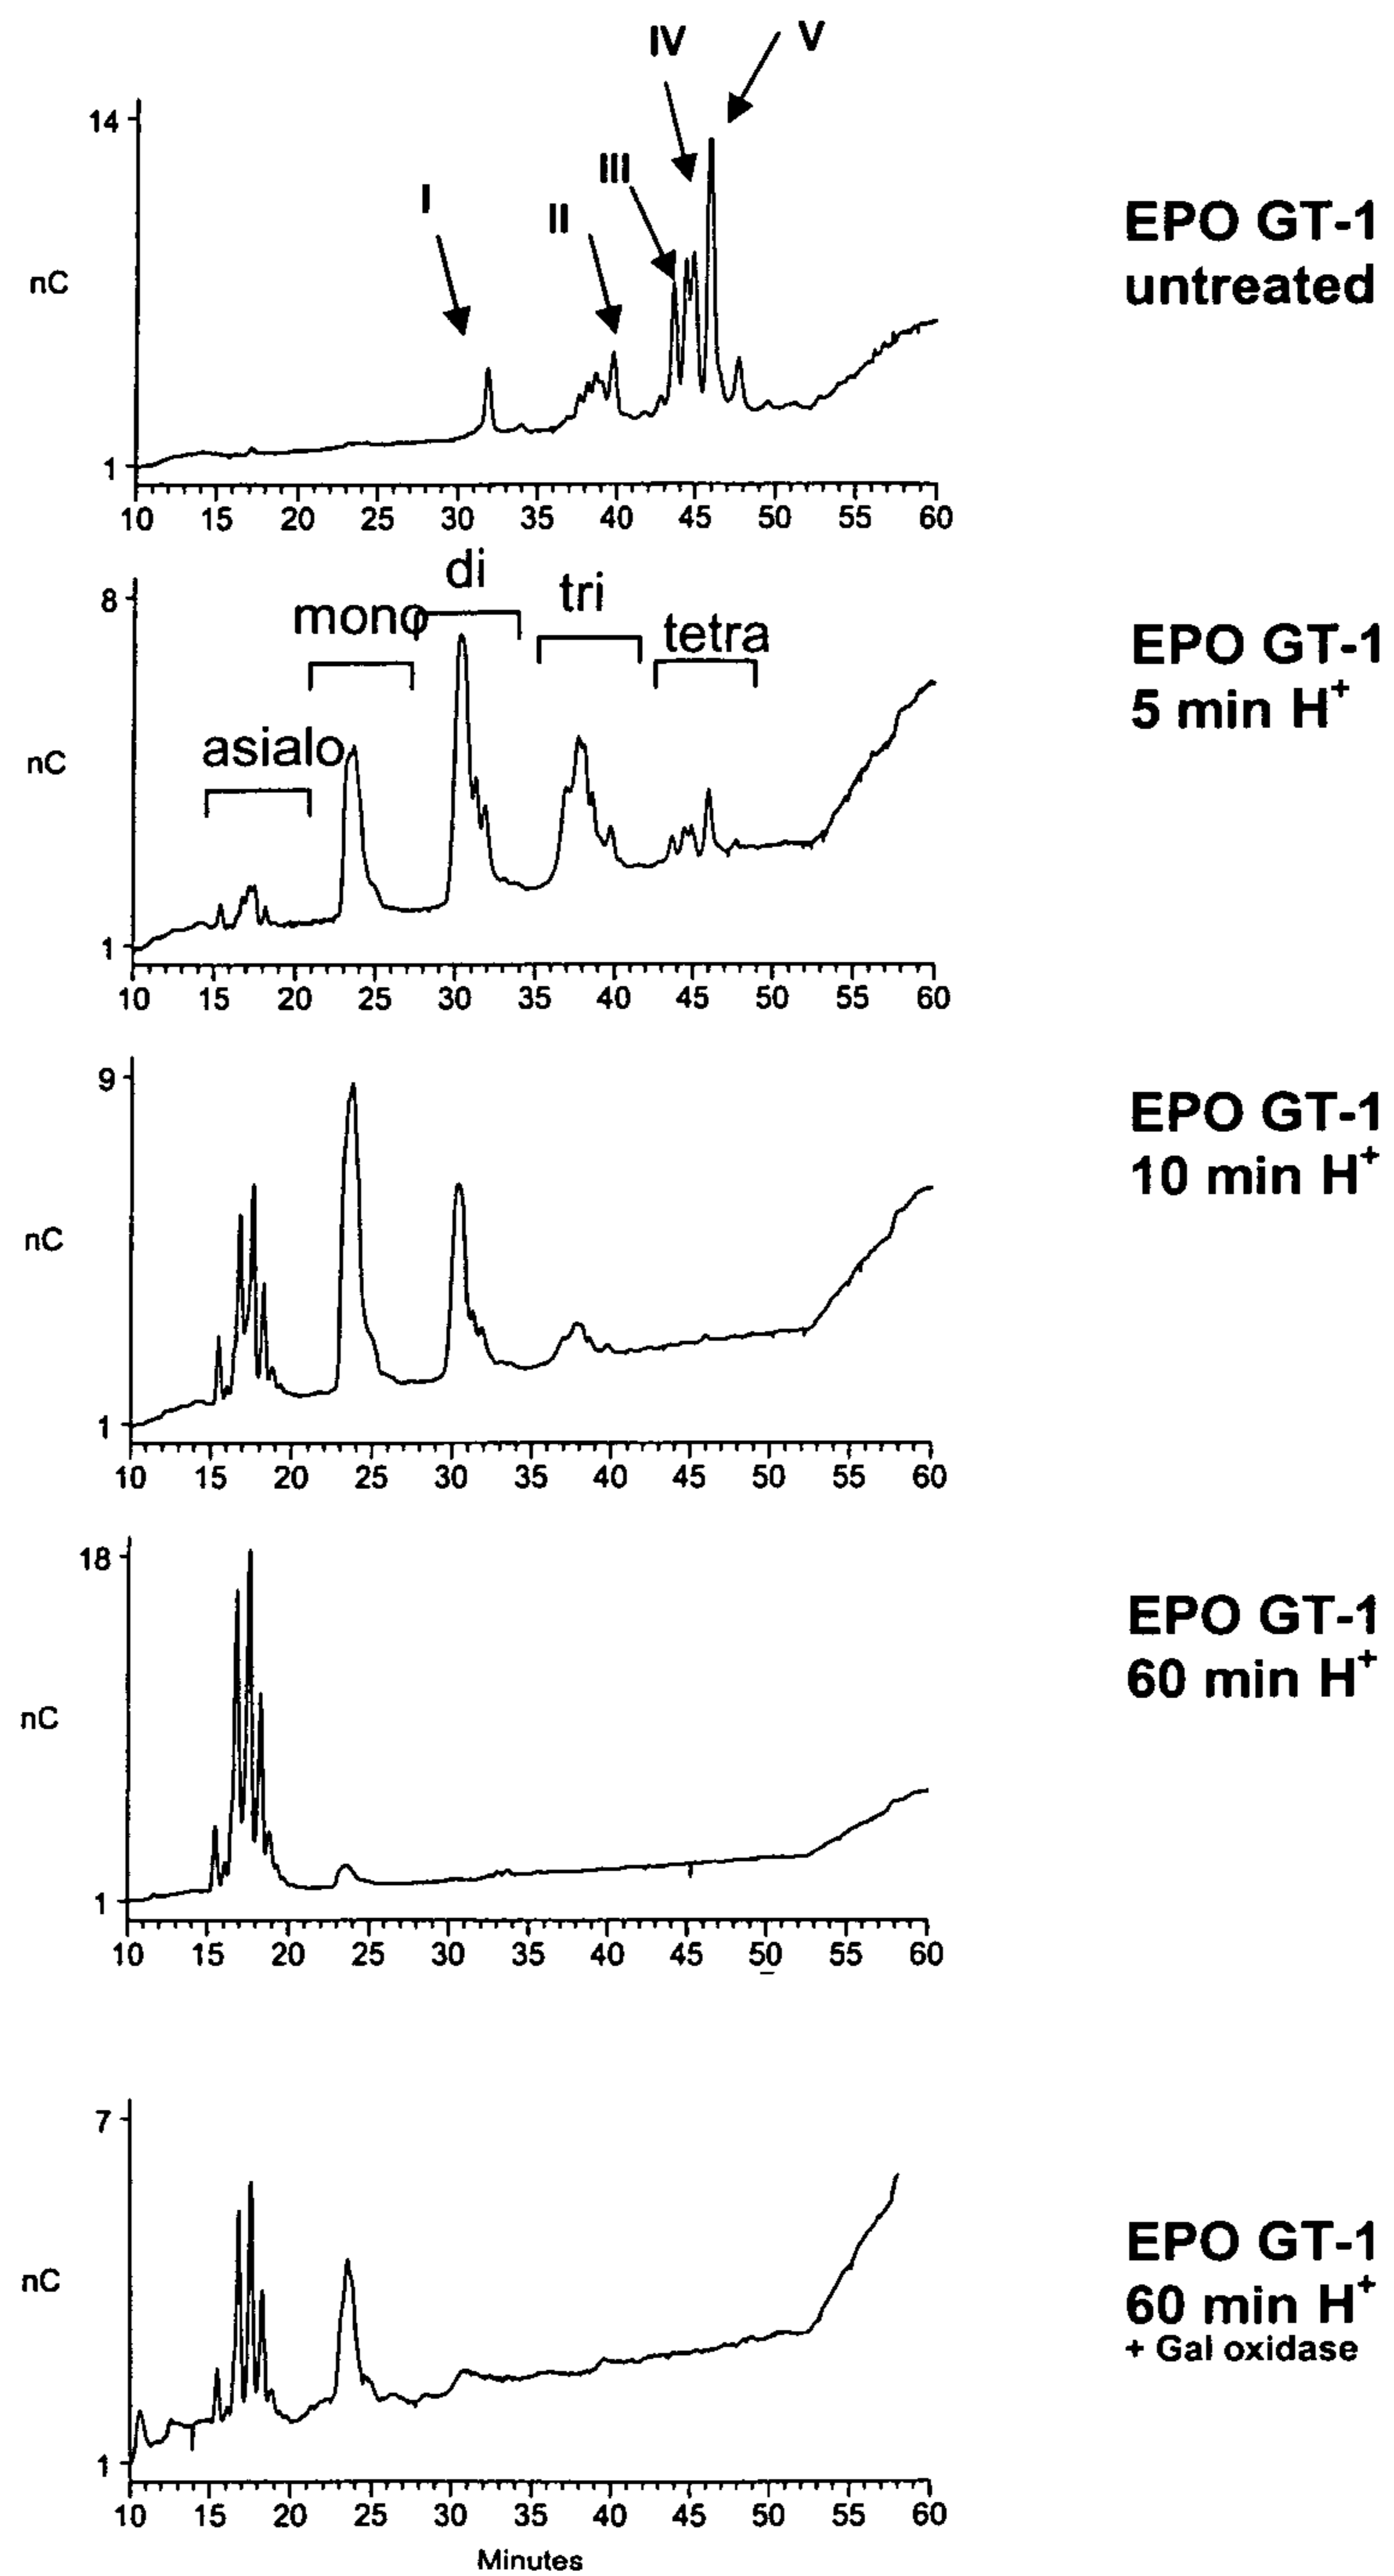 IV V
III
I II
14
nC
1
10 15 20 25 30 35 40 45 50 55 60
EPO GT-1
untreated
di
mono tri
tetra
asialo
8
nC
1
10 15 20 25 30 35 40 45 50 55 60
EPO GT-1
5 min H⁺
9
nC
1
10 15 20 25 30 35 40 45 50 55 60
EPO GT-1
10 min H⁺
18
nC
1
10 15 20 25 30 35 40 45 50 55 60
EPO GT-1
60 min H⁺
7
nC
1
10 15 20 25 30 35 40 45 50 55 60
Minutes
EPO GT-1
60 min H⁺
+ Gal oxidase